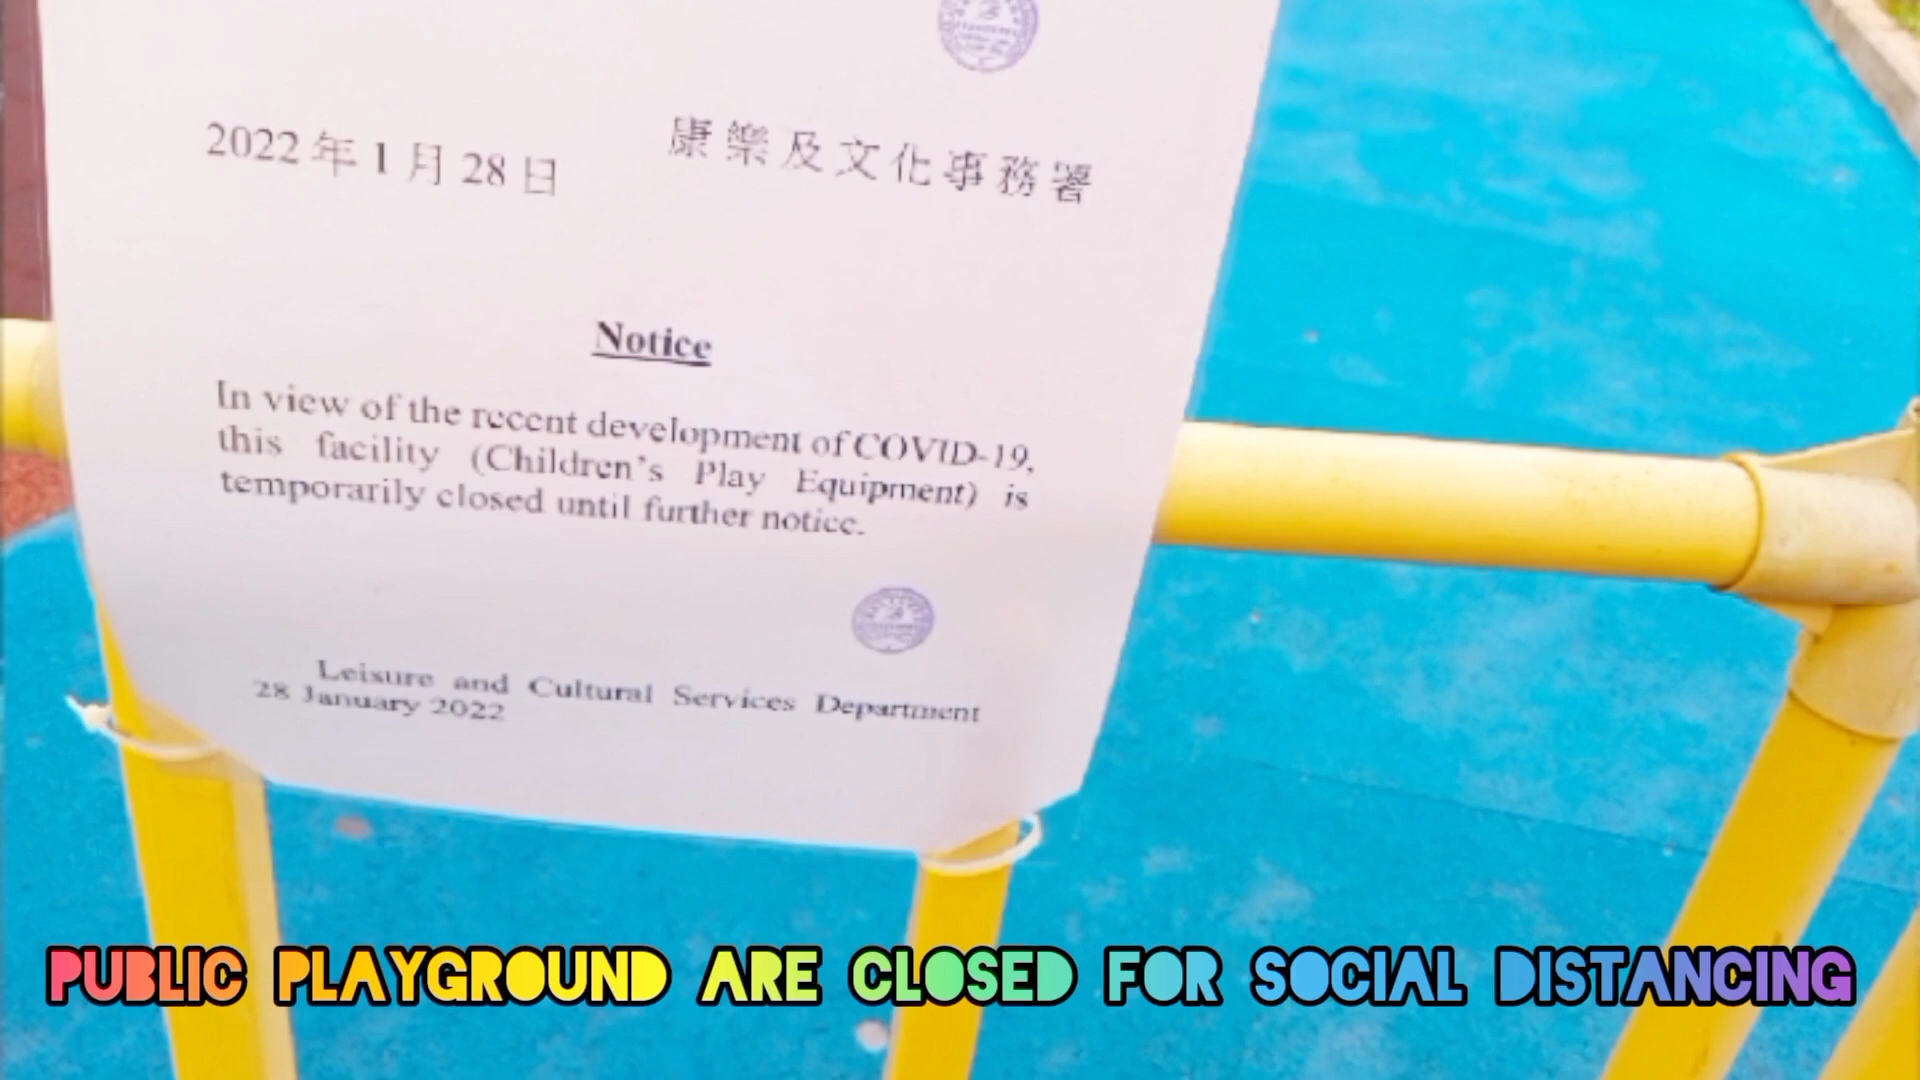 2022年1月28日 康樂及文化事務署
Notice
In view of the recent development of COVID-19,
this facility (Children's Play Equipment) is
temporarily closed until further notice.
Leisure and Cultural Services Department
28 January 2022
PUBLIC PLAYGROUND ARE CLOSED FOR SOCIAL DISTANCING